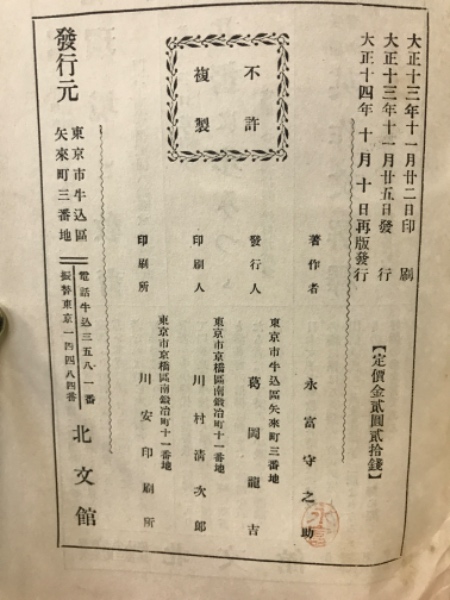 大正十三年十一月廿二日印刷
大正十三年十一月廿五日發行
大正十四年十月十日再版發行
【定價金貳圓貳拾錢】
不許
複製
著作者 永富守之助
東京市牛込區矢來町三番地
發行人 葛岡龍吉
東京市京橋區南鍛冶町十一番地
印刷人 川村淸次郎
東京市京橋區南鍛冶町十一番地
印刷所 川安印刷所
發行元
東京市牛込區
矢來町三番地
電話牛込三五八一番
振替東京一四四八四番
北文館